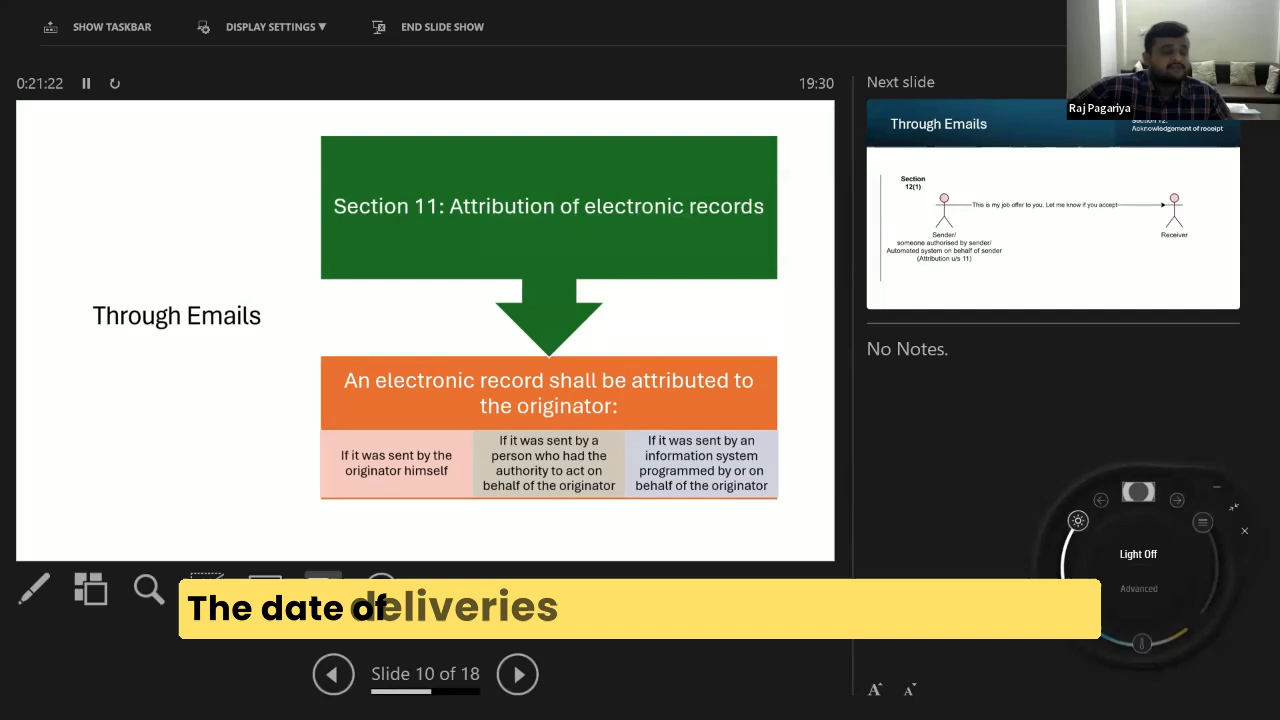 SHOW TASKBAR
DISPLAY SETTINGS ▼
END SLIDE SHOW
0:21:22
19:30
Next slide
Raj Pagariya
Section 11: Attribution of electronic records
Through Emails
An electronic record shall be attributed to
the originator:
If it was sent by the
originator himself
If it was sent by a
person who had the
authority to act on
behalf of the originator
If it was sent by an
information system
programmed by or on
behalf of the originator
Through Emails
Acknowledgement of receipt
Section
12(1)
This is my job offer to you. Let me know if you accept
Sender/
someone authorised by sender/
Automated system on behalf of sender
(Attribution u/s 11)
Receiver
No Notes.
Light Off
Advanced
The date of deliveries
Slide 10 of 18
A A